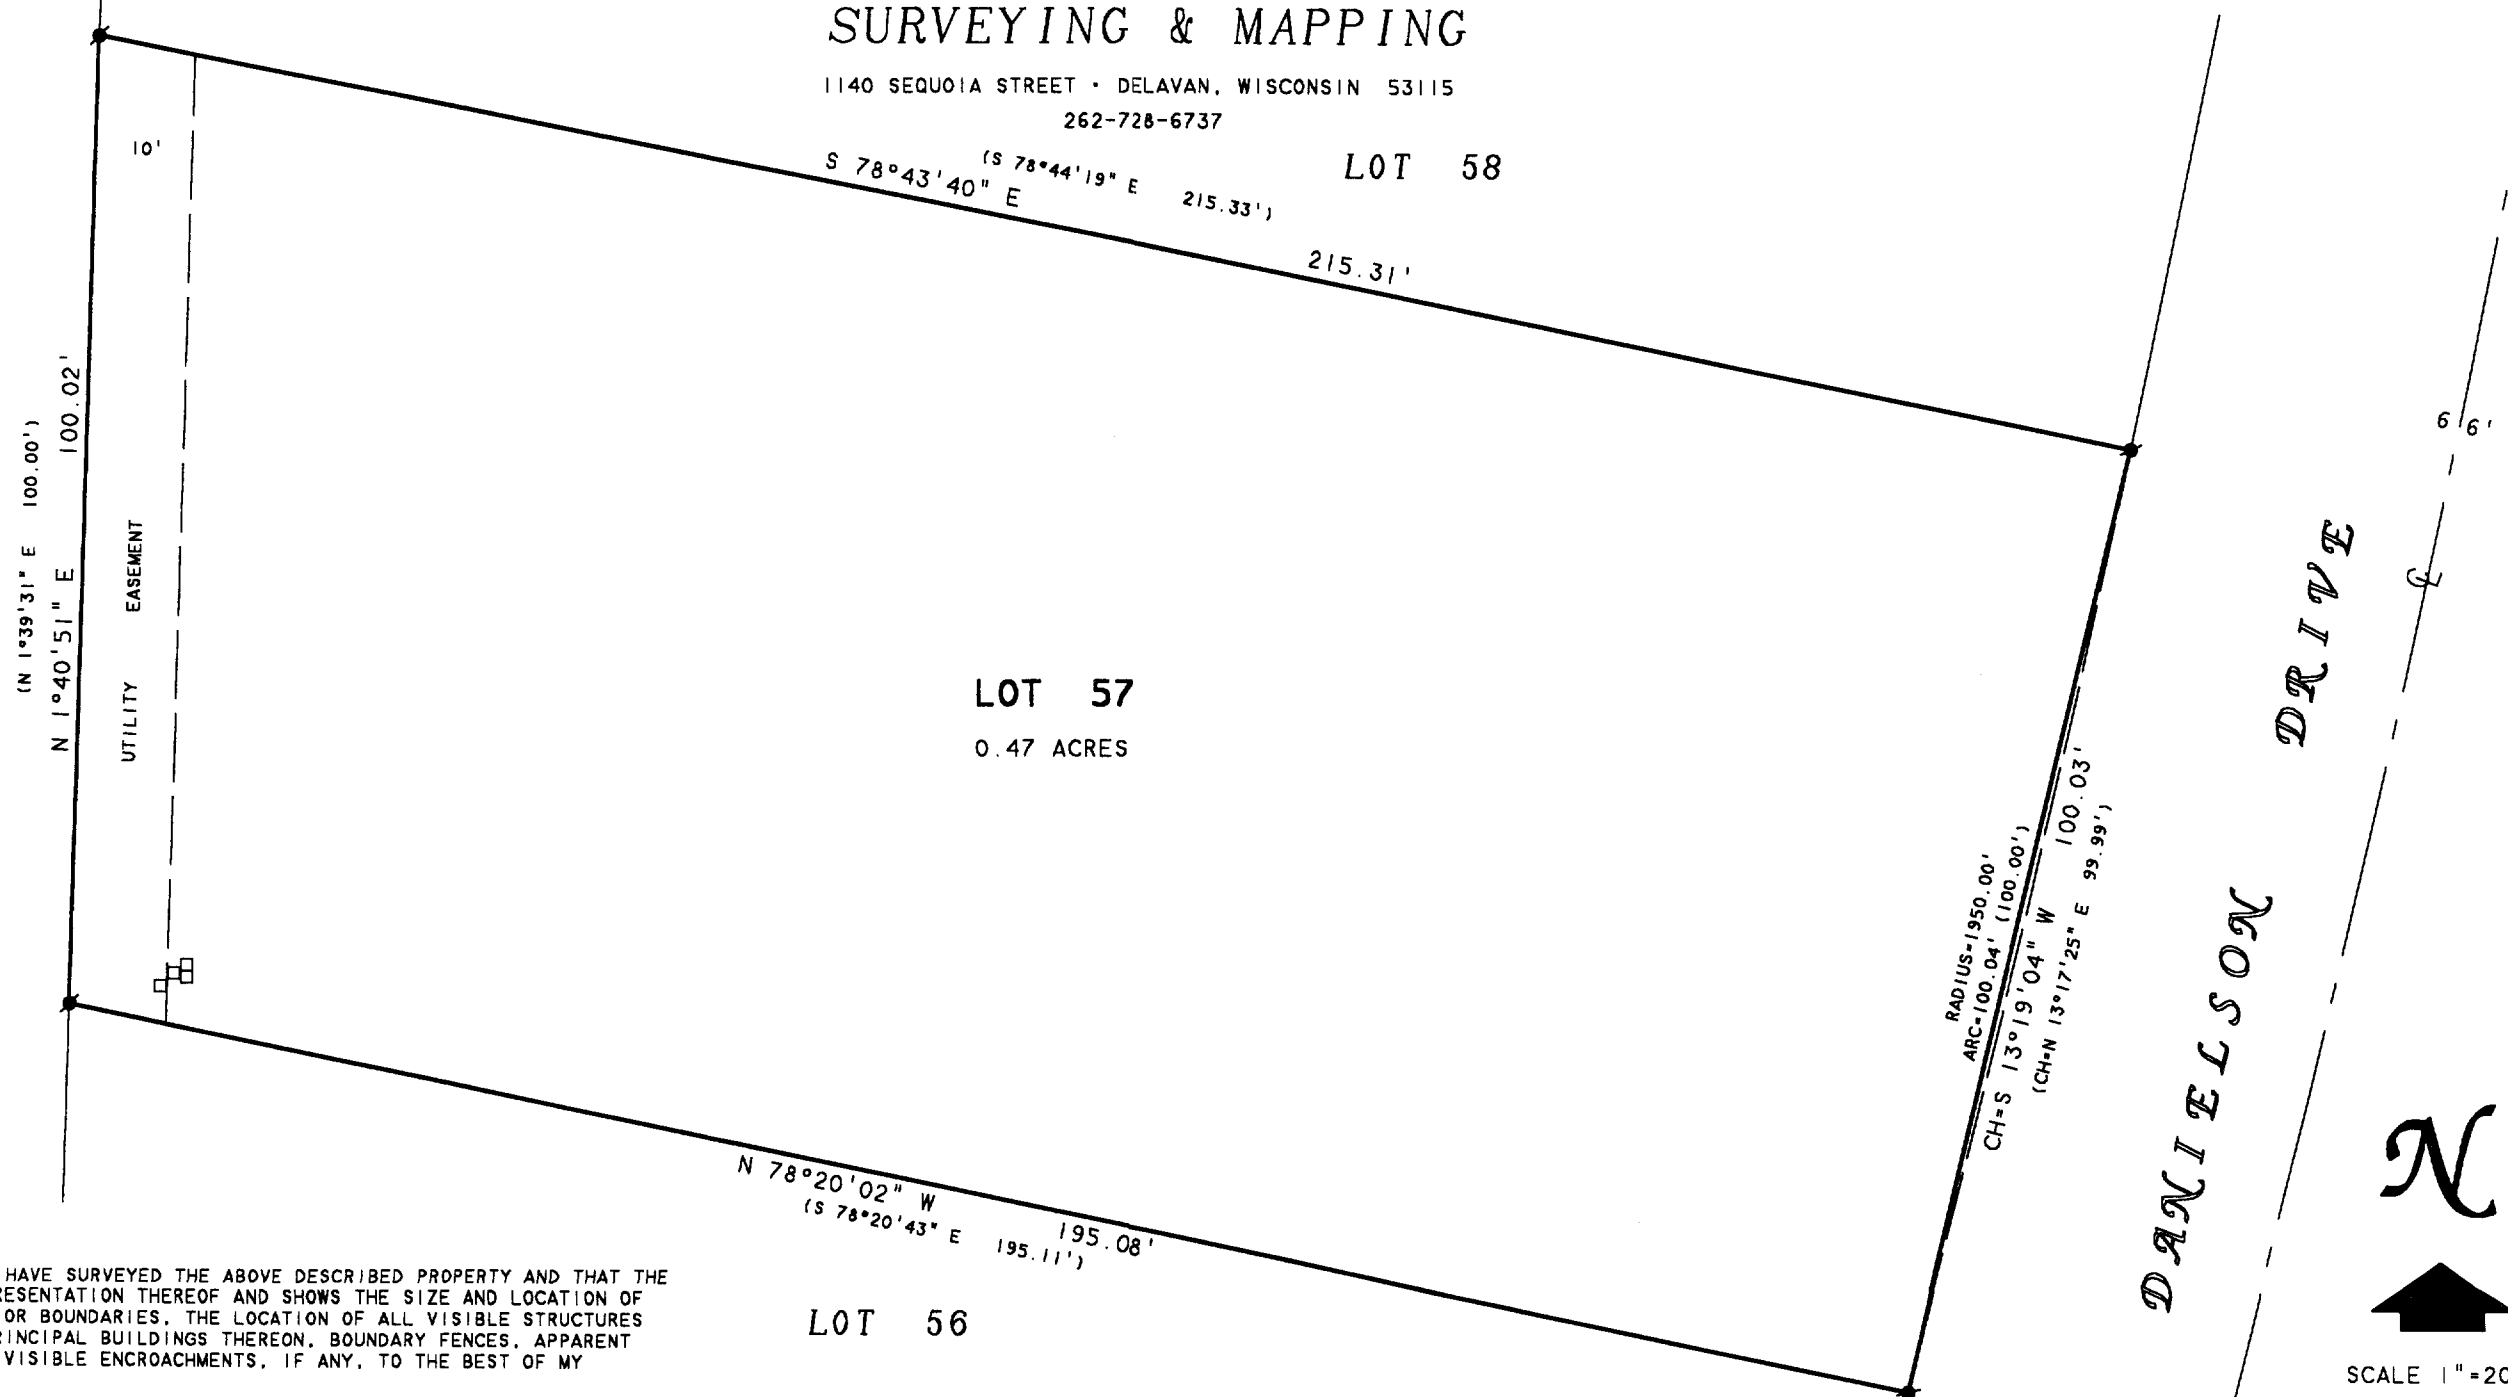 SURVEYING & MAPPING
1140 SEQUOIA STREET • DELAVAN, WISCONSIN 53115
262-728-6737
10'
(S 78°44'19" E 215.33')
S 78°43'40" E 215.31'
LOT 58
(N 1°39'31" E 100.00')
N 1°40'51" E 100.02'
UTILITY EASEMENT
LOT 57
0.47 ACRES
66'
℄
DANIELSON DRIVE
RADIUS=1950.00'
ARC=100.04' (100.00')
CH=S 13°19'04" W 100.03'
(CH=N 13°17'25" E 99.99')
N 78°20'02" W 195.08'
(S 78°20'43" E 195.11')
LOT 56
N
HAVE SURVEYED THE ABOVE DESCRIBED PROPERTY AND THAT THE
RESENTATION THEREOF AND SHOWS THE SIZE AND LOCATION OF
OR BOUNDARIES, THE LOCATION OF ALL VISIBLE STRUCTURES
RINCIPAL BUILDINGS THEREON, BOUNDARY FENCES, APPARENT
VISIBLE ENCROACHMENTS, IF ANY, TO THE BEST OF MY
SCALE 1"=20